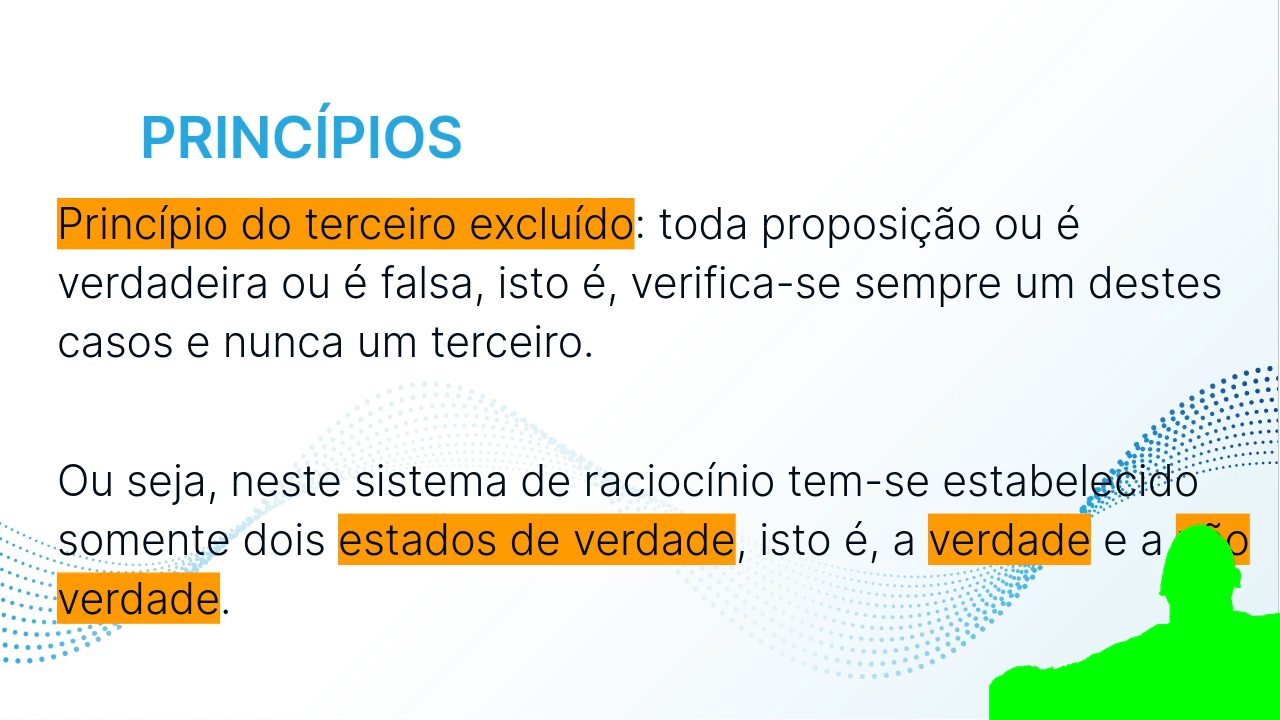 PRINCÍPIOS
Princípio do terceiro excluído: toda proposição ou é
verdadeira ou é falsa, isto é, verifica-se sempre um destes
casos e nunca um terceiro.
Ou seja, neste sistema de raciocínio tem-se estabelecido
somente dois estados de verdade, isto é, a verdade e a
verdade.